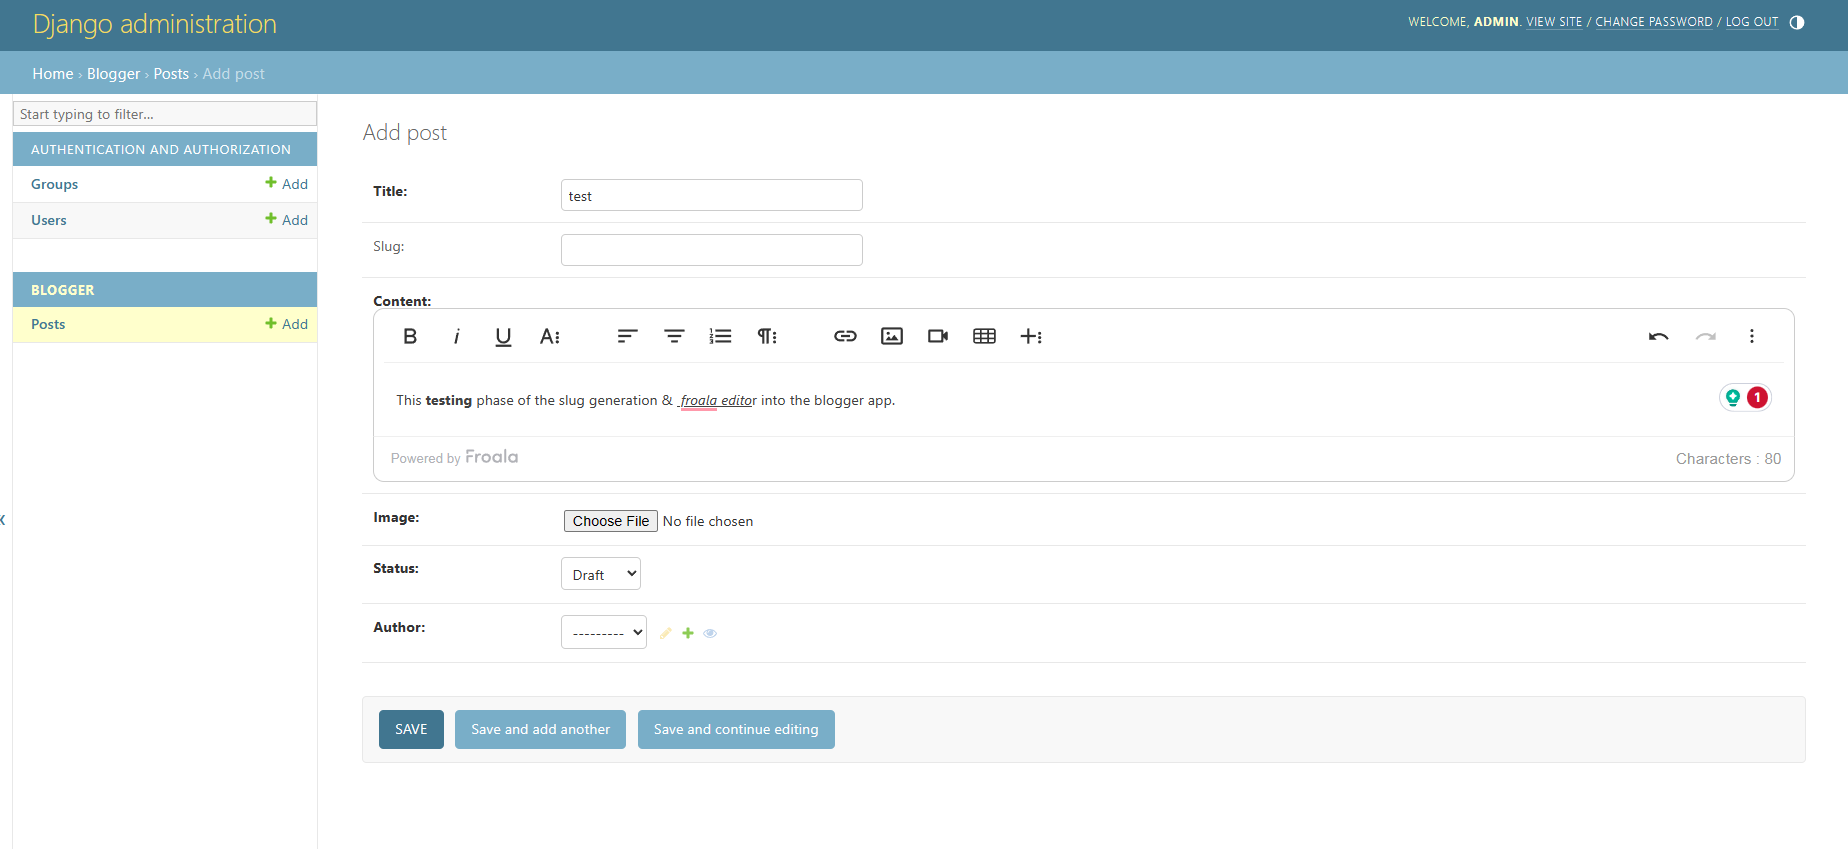 Django administration
WELCOME, ADMIN. VIEW SITE / CHANGE PASSWORD / LOG OUT
Home › Blogger › Posts › Add post
Start typing to filter...
AUTHENTICATION AND AUTHORIZATION
Groups Add
Users Add
BLOGGER
Posts Add
Add post
Title: test
Slug:
Content:
This testing phase of the slug generation & froala editor into the blogger app.
1
Powered by Froala
Characters : 80
Image: Choose File No file chosen
Status: Draft
Author: ---------
SAVE Save and add another Save and continue editing